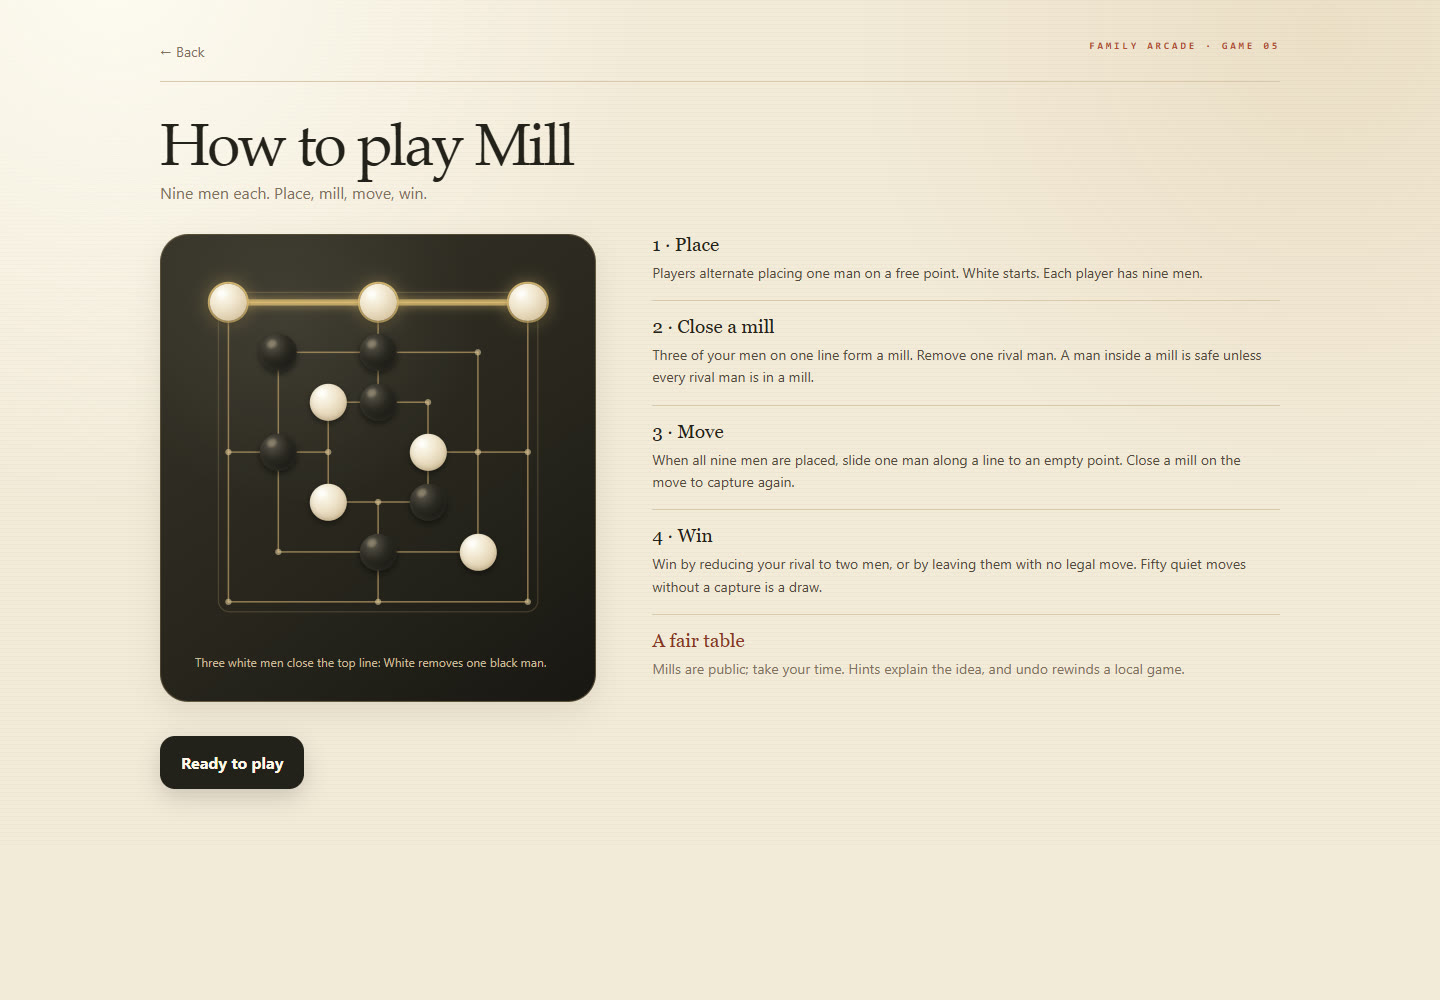 ← Back
FAMILY ARCADE · GAME 05
How to play Mill
Nine men each. Place, mill, move, win.
Three white men close the top line: White removes one black man.
1 · Place
Players alternate placing one man on a free point. White starts. Each player has nine men.
2 · Close a mill
Three of your men on one line form a mill. Remove one rival man. A man inside a mill is safe unless
every rival man is in a mill.
3 · Move
When all nine men are placed, slide one man along a line to an empty point. Close a mill on the
move to capture again.
4 · Win
Win by reducing your rival to two men, or by leaving them with no legal move. Fifty quiet moves
without a capture is a draw.
A fair table
Mills are public; take your time. Hints explain the idea, and undo rewinds a local game.
Ready to play